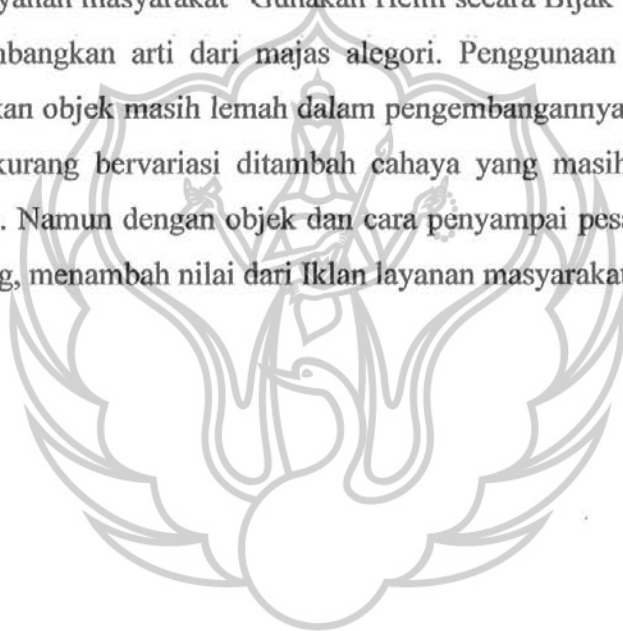 yanan masyarakat "Gunakan Helm secara Bijak
mbangkan arti dari majas alegori. Penggunaan
kan objek masih lemah dalam pengembangannya
kurang bervariasi ditambah cahaya yang masih
. Namun dengan objek dan cara penyampai pesa
g, menambah nilai dari Iklan layanan masyarakat